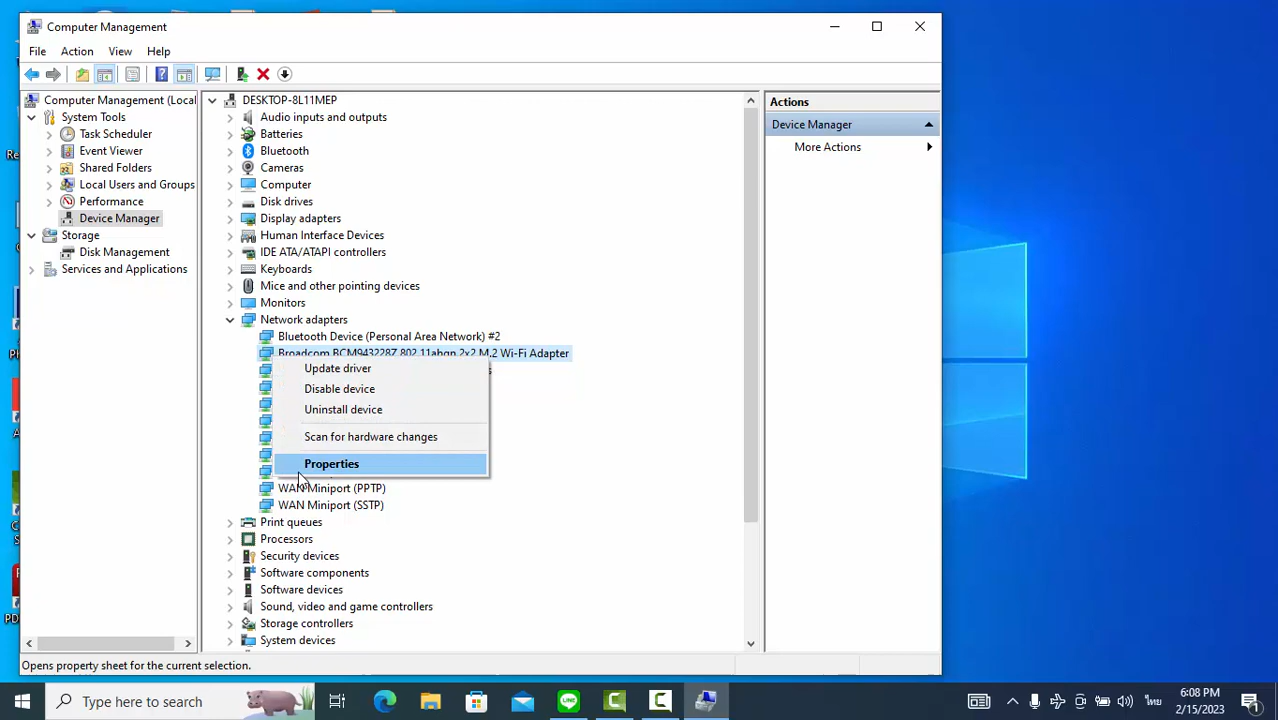 Computer Management
File Action View Help
Computer Management (Local
System Tools
Task Scheduler
Event Viewer
Shared Folders
Local Users and Groups
Performance
Device Manager
Storage
Disk Management
Services and Applications
DESKTOP-8L11MEP
Audio inputs and outputs
Batteries
Bluetooth
Cameras
Computer
Disk drives
Display adapters
Human Interface Devices
IDE ATA/ATAPI controllers
Keyboards
Mice and other pointing devices
Monitors
Network adapters
Bluetooth Device (Personal Area Network) #2
Broadcom BCM943228Z 802.11abgn 2x2 M.2 Wi-Fi Adapter
Update driver
Disable device
Uninstall device
Scan for hardware changes
Properties
WAN Miniport (PPTP)
WAN Miniport (SSTP)
Print queues
Processors
Security devices
Software components
Software devices
Sound, video and game controllers
Storage controllers
System devices
Actions
Device Manager
More Actions
Opens property sheet for the current selection.
Type here to search
ไทย
6:08 PM
2/15/2023
1